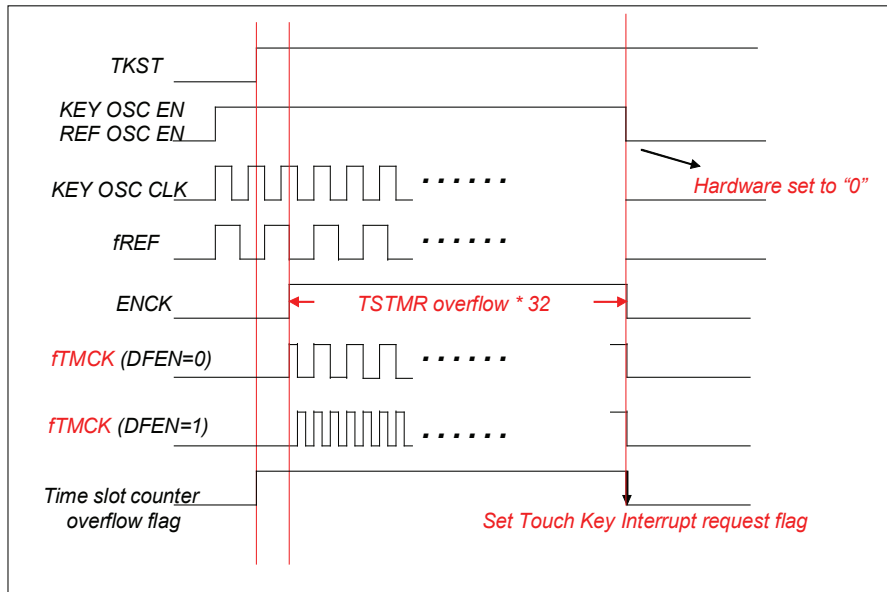 TKST
KEY OSC EN
REF OSC EN
Hardware set to “0”
KEY OSC CLK
fREF
ENCK
TSTMR overflow * 32
fTMCK (DFEN=0)
fTMCK (DFEN=1)
Time slot counter
overflow flag
Set Touch Key Interrupt request flag